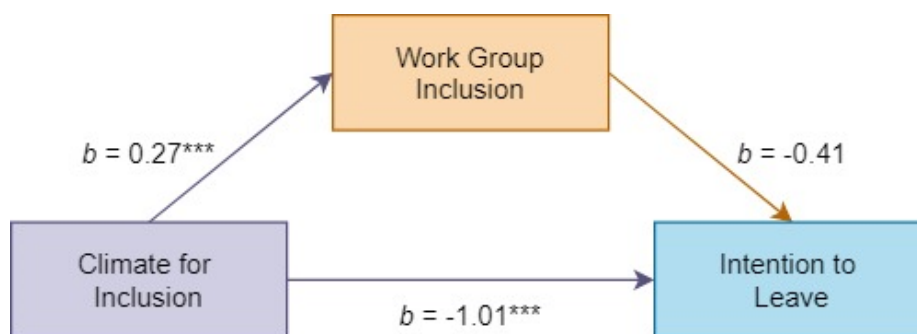 Work Group
Inclusion
b = 0.27***
b = -0.41
Climate for
Inclusion
Intention to
Leave
b = -1.01***